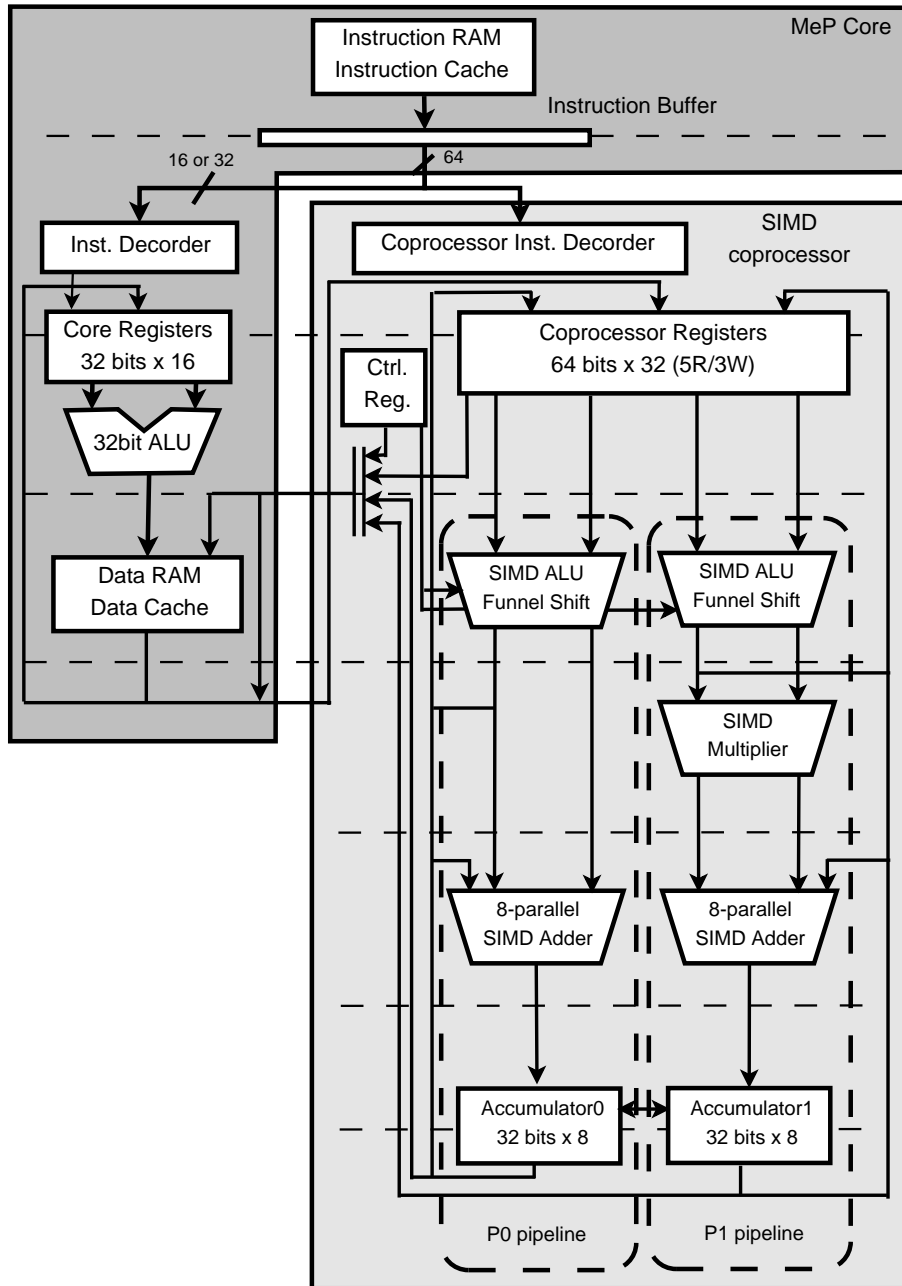 MeP Core
Instruction RAM
Instruction Cache
Instruction Buffer
16 or 32
64
Inst. Decorder
Coprocessor Inst. Decorder
SIMD
coprocessor
Core Registers
32 bits x 16
Coprocessor Registers
64 bits x 32 (5R/3W)
Ctrl.
Reg.
32bit ALU
Data RAM
Data Cache
SIMD ALU
Funnel Shift
SIMD ALU
Funnel Shift
SIMD
Multiplier
8-parallel
SIMD Adder
8-parallel
SIMD Adder
Accumulator0
32 bits x 8
Accumulator1
32 bits x 8
P0 pipeline
P1 pipeline